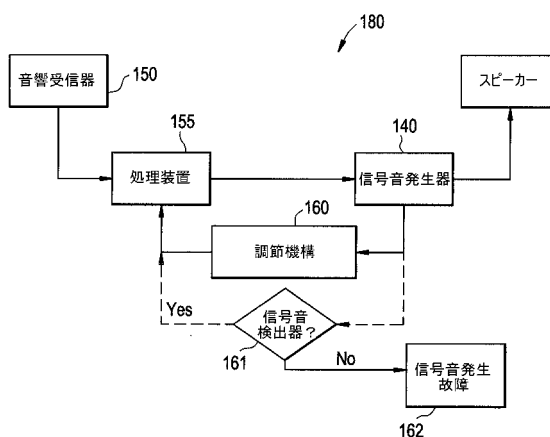 180
音響受信器
150
スピーカー
155
処理装置
140
信号音発生器
160
調節機構
Yes
信号音
検出器？
161
No
信号音発生
故障
162